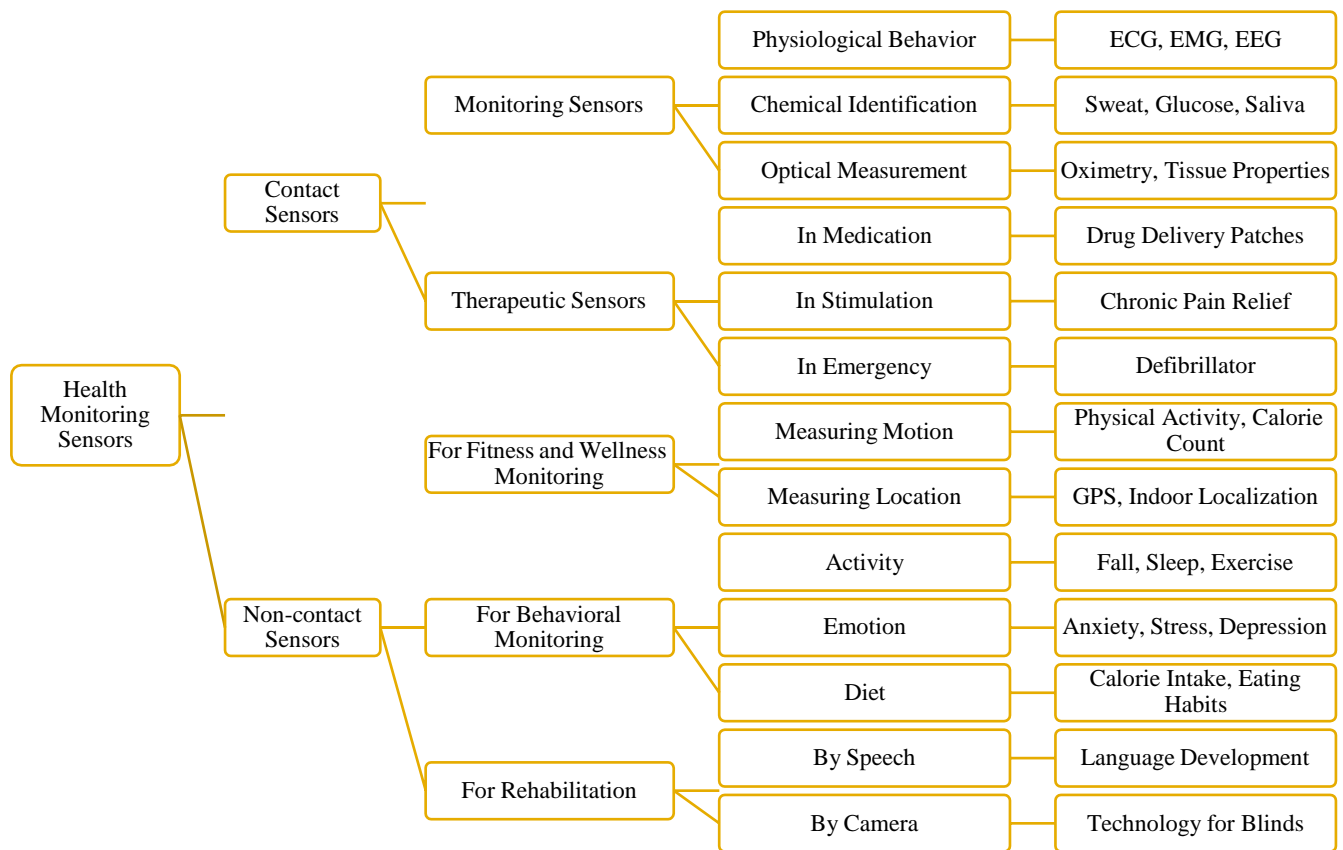 Physiological Behavior
ECG, EMG, EEG
Monitoring Sensors
Chemical Identification
Sweat, Glucose, Saliva
Optical Measurement
Oximetry, Tissue Properties
Contact
Sensors
In Medication
Drug Delivery Patches
Therapeutic Sensors
In Stimulation
Chronic Pain Relief
In Emergency
Defibrillator
Health
Monitoring
Sensors
For Fitness and Wellness
Monitoring
Measuring Motion
Physical Activity, Calorie
Count
Measuring Location
GPS, Indoor Localization
Activity
Fall, Sleep, Exercise
Non-contact
Sensors
For Behavioral
Monitoring
Emotion
Anxiety, Stress, Depression
Diet
Calorie Intake, Eating
Habits
For Rehabilitation
By Speech
Language Development
By Camera
Technology for Blinds